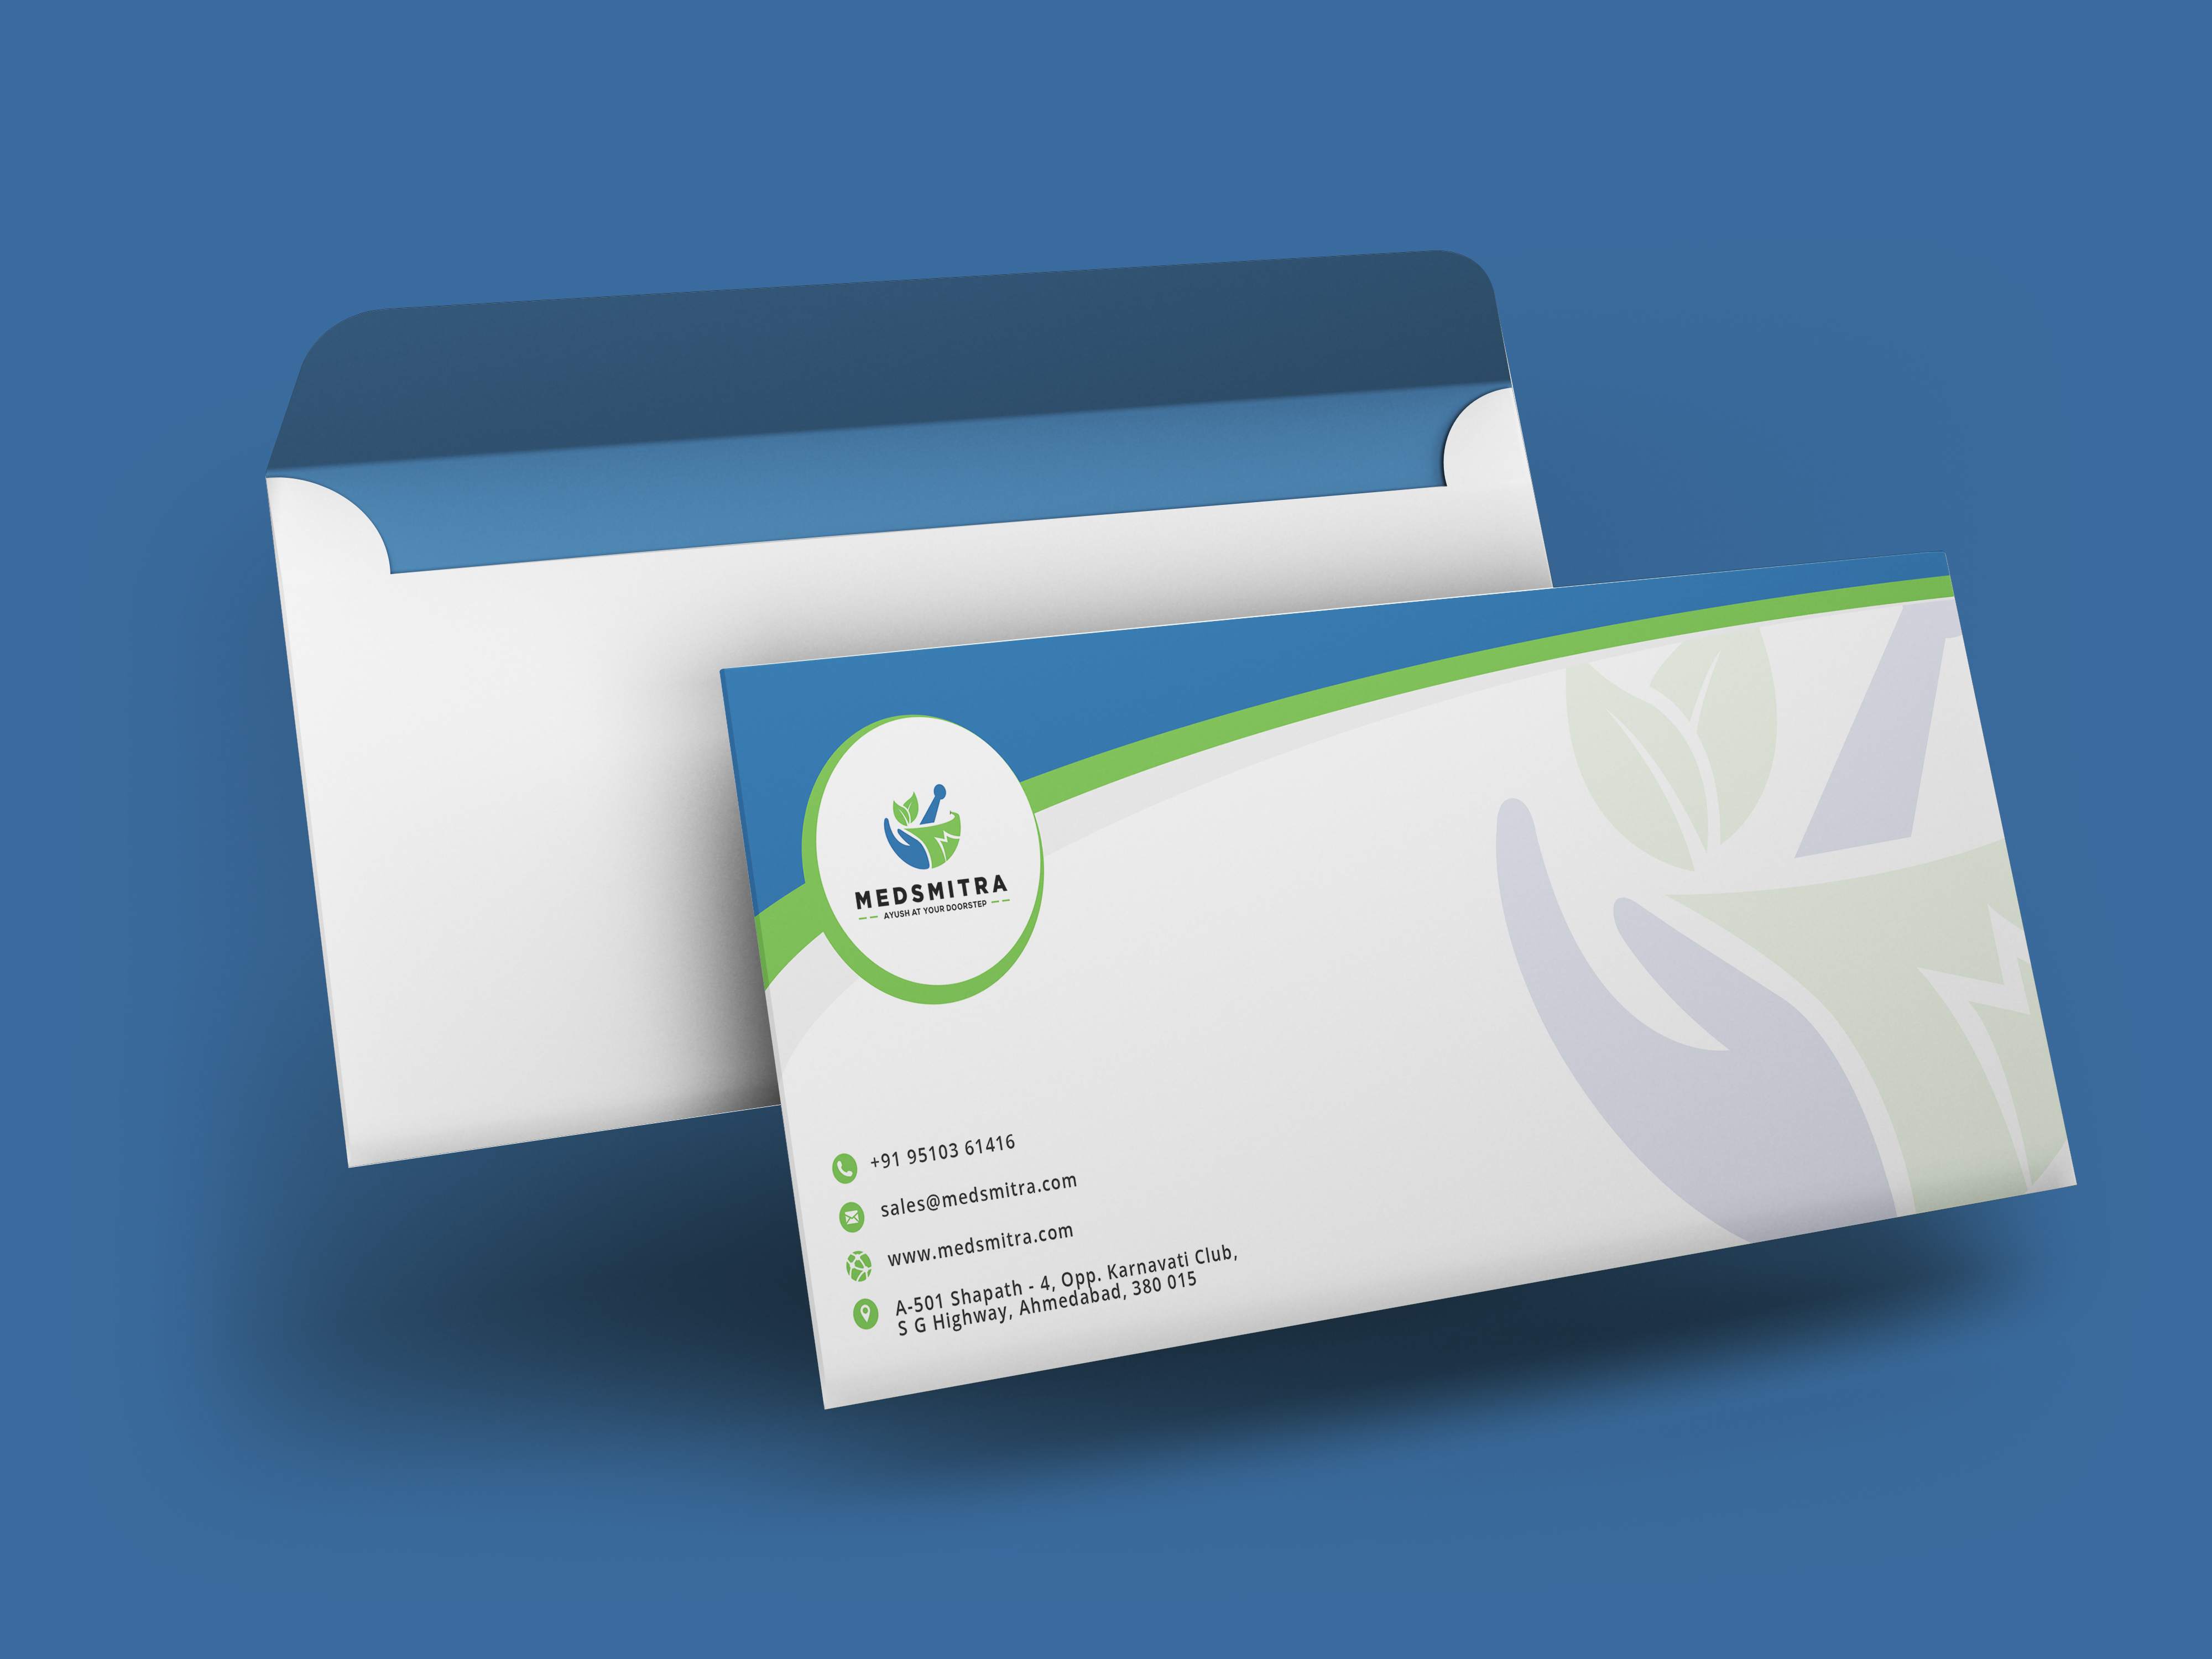 MEDSMITRA
AYUSH AT YOUR DOORSTEP
+91 95103 61416
sales@medsmitra.com
www.medsmitra.com
A-501 Shapath - 4, Opp. Karnavati Club,
S G Highway, Ahmedabad, 380 015